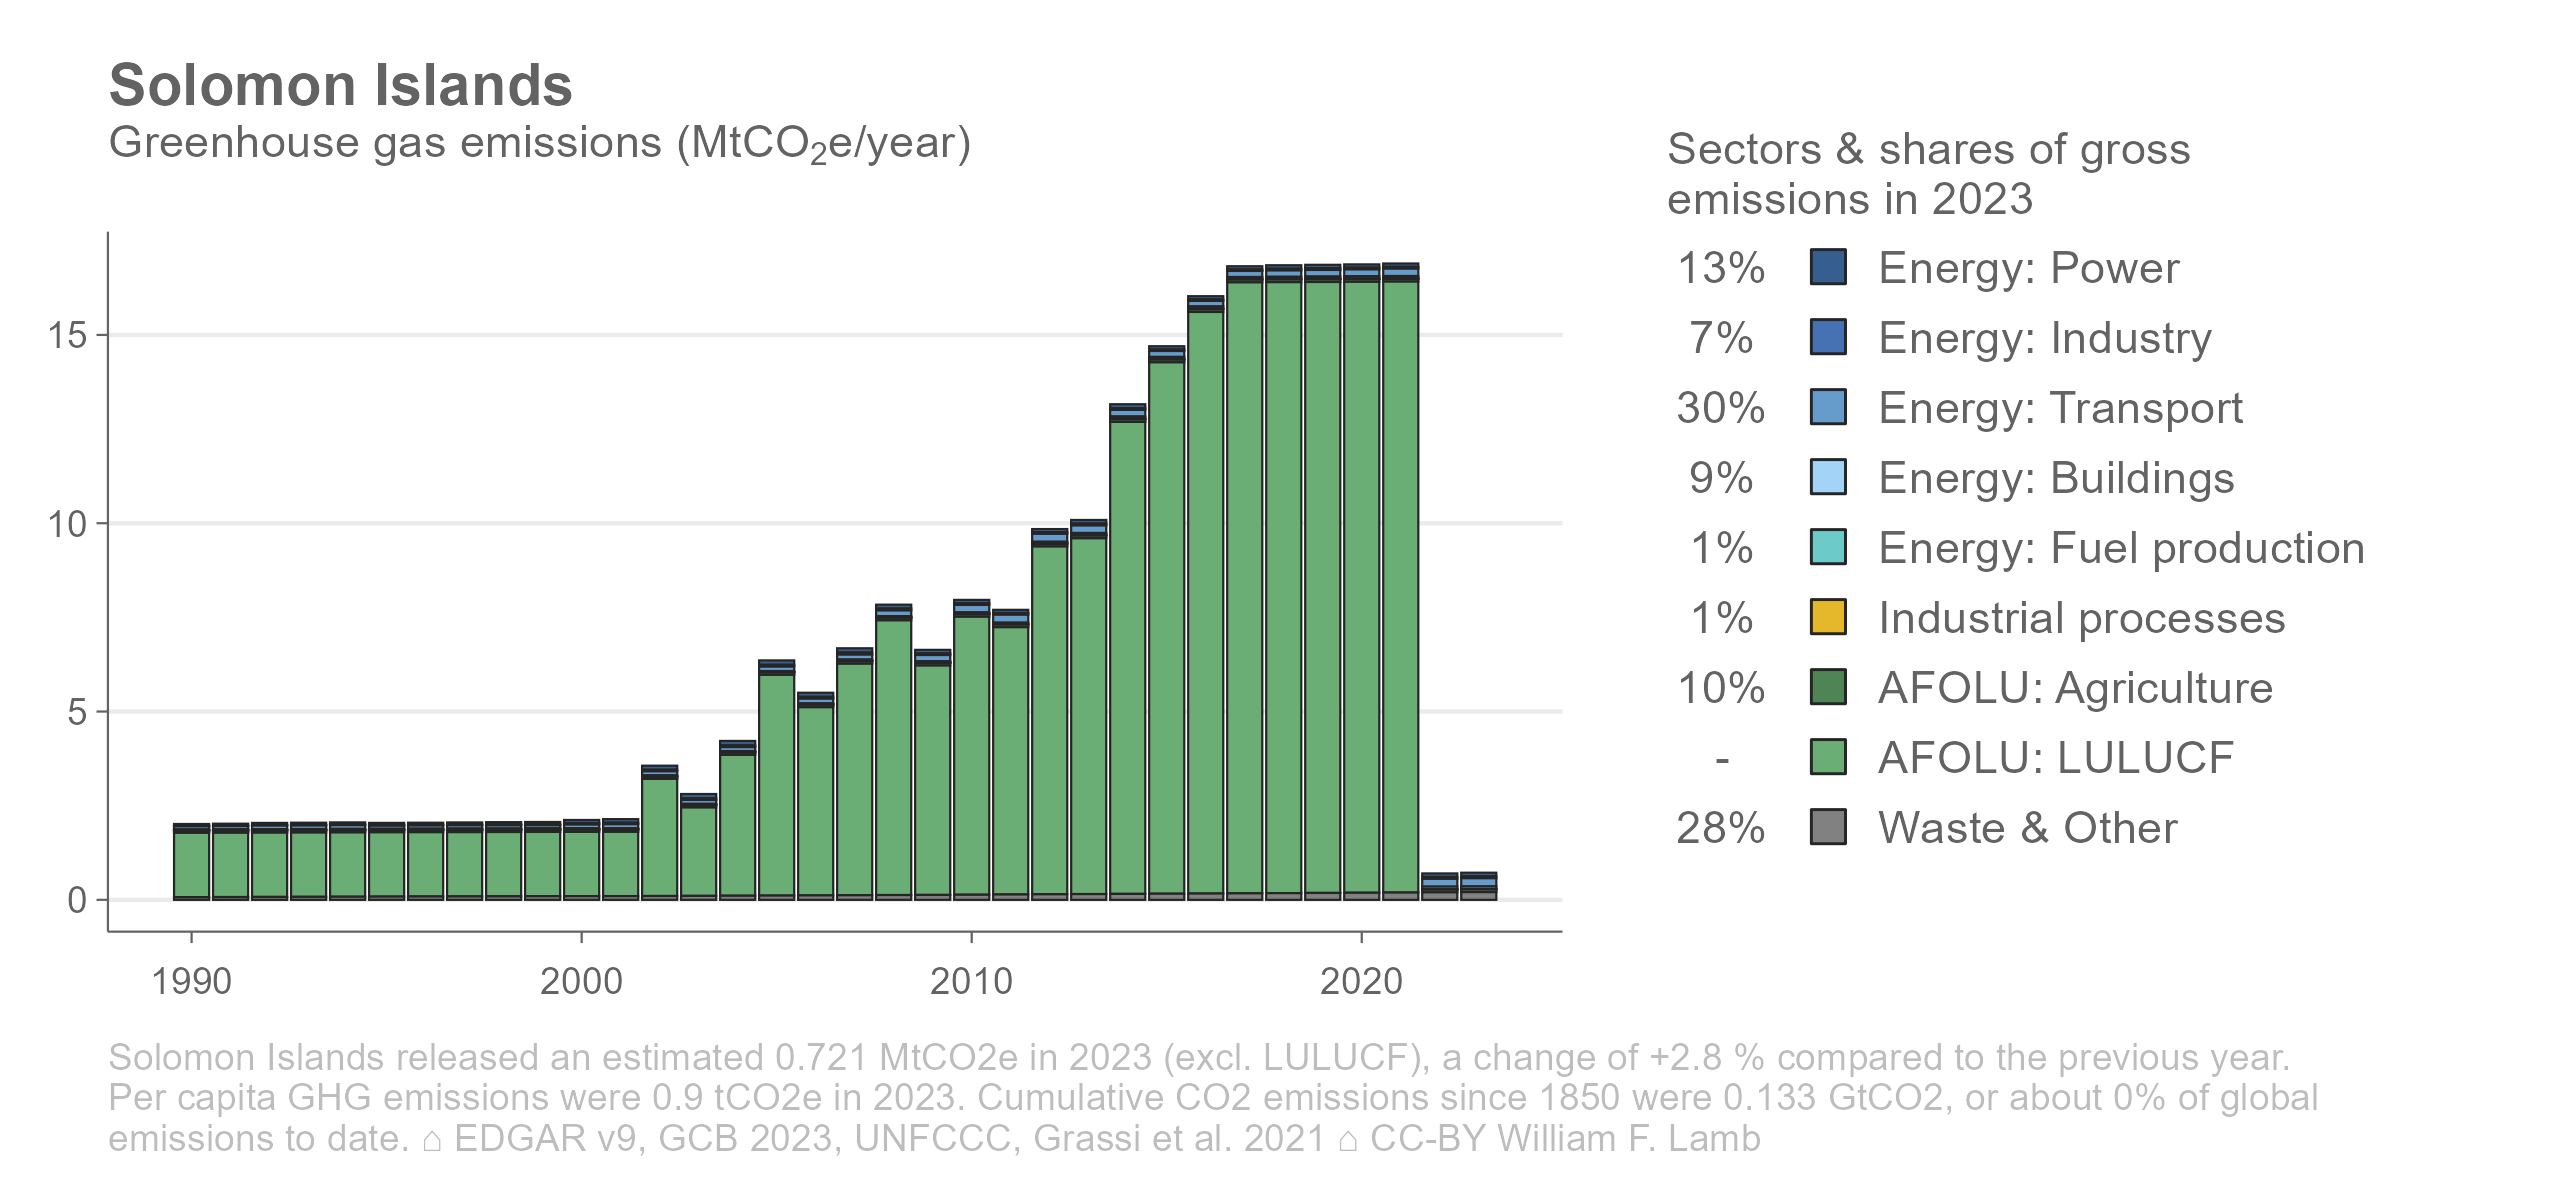 Solomon Islands
Greenhouse gas emissions (MtCO₂e/year)
Sectors & shares of gross
emissions in 2023
13% Energy: Power
7% Energy: Industry
30% Energy: Transport
9% Energy: Buildings
1% Energy: Fuel production
1% Industrial processes
10% AFOLU: Agriculture
- AFOLU: LULUCF
28% Waste & Other
15
10
5
0
1990 2000 2010 2020
Solomon Islands released an estimated 0.721 MtCO2e in 2023 (excl. LULUCF), a change of +2.8 % compared to the previous year.
Per capita GHG emissions were 0.9 tCO2e in 2023. Cumulative CO2 emissions since 1850 were 0.133 GtCO2, or about 0% of global
emissions to date. ⌂ EDGAR v9, GCB 2023, UNFCCC, Grassi et al. 2021 ⌂ CC-BY William F. Lamb